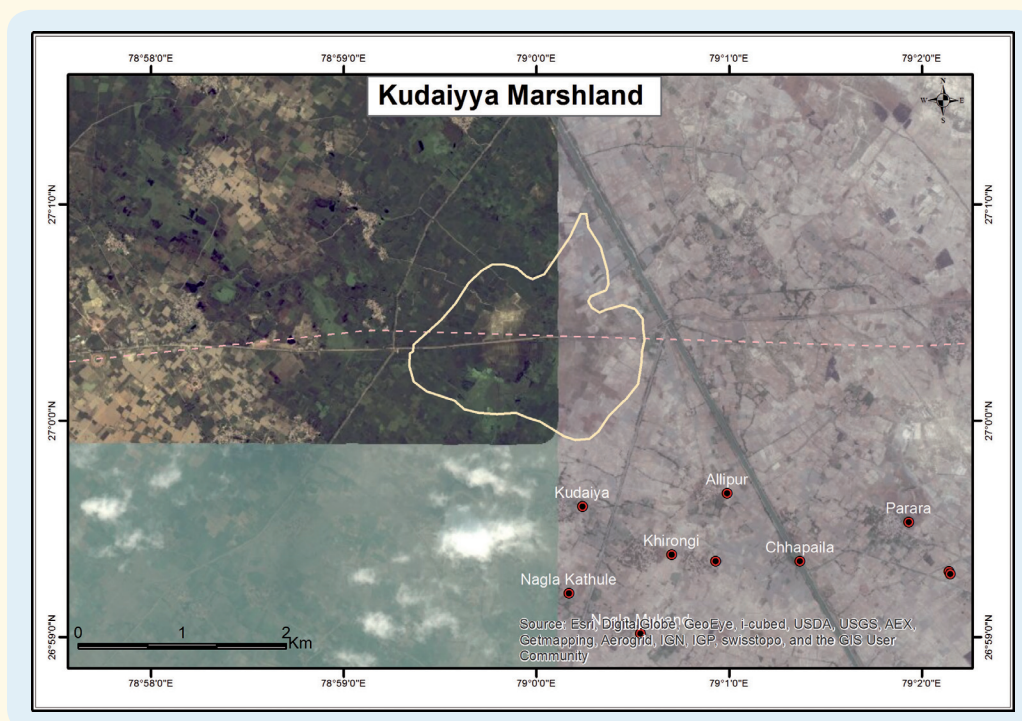 78°58'0"E 78°59'0"E 79°0'0"E 79°1'0"E 79°2'0"E
Kudaiyya Marshland
N
W E
S
27°1'0"N 27°1'0"N
27°0'0"N 27°0'0"N
Kudaiya
Allipur
Parara
Khirongi
Chhapaila
Nagla Kathule
Nagla
26°59'0"N 26°59'0"N
0 1 2
Km
Source: Esri, DigitalGlobe, GeoEye, i-cubed, USDA, USGS, AEX,
Getmapping, Aerogrid, IGN, IGP, swisstopo, and the GIS User
Community
78°58'0"E 78°59'0"E 79°0'0"E 79°1'0"E 79°2'0"E